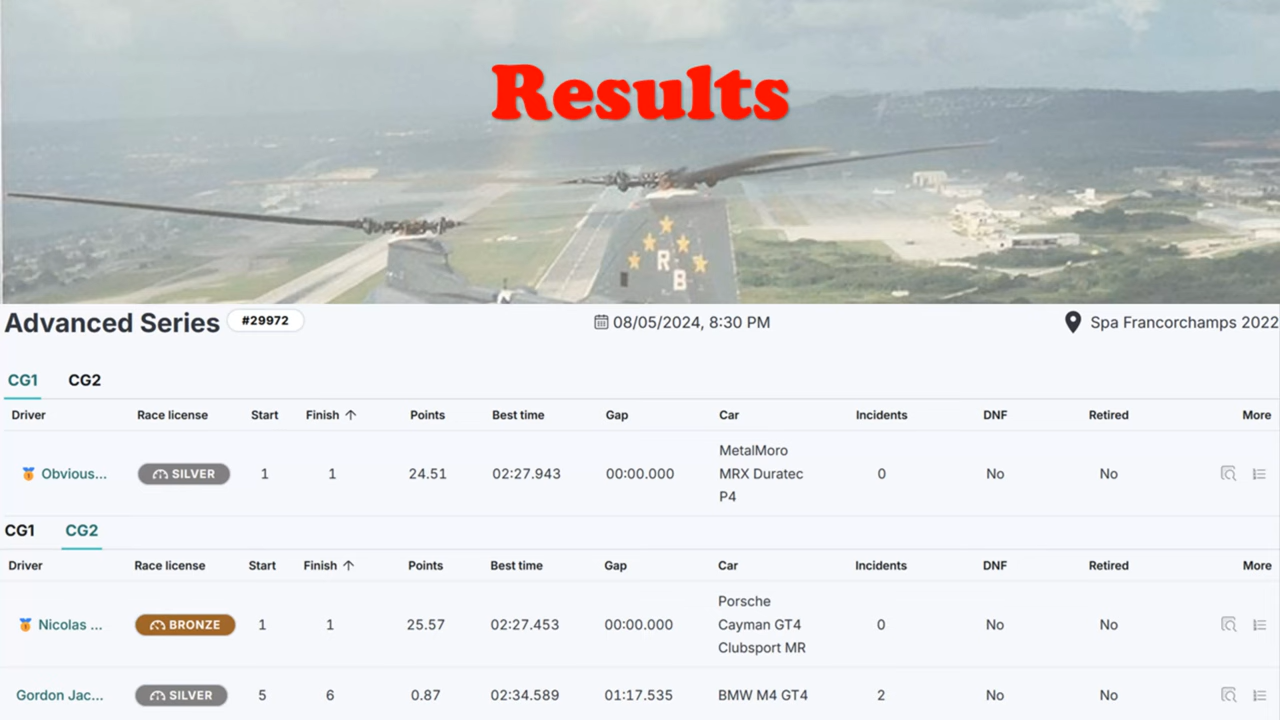 Results
R B
Advanced Series #29972 08/05/2024, 8:30 PM Spa Francorchamps 2022
CG1 CG2
Driver Race license Start Finish ↑ Points Best time Gap Car Incidents DNF Retired More
Obvious... SILVER 1 1 24.51 02:27.943 00:00.000 MetalMoro MRX Duratec P4 0 No No
CG1 CG2
Driver Race license Start Finish ↑ Points Best time Gap Car Incidents DNF Retired More
Nicolas ... BRONZE 1 1 25.57 02:27.453 00:00.000 Porsche Cayman GT4 Clubsport MR 0 No No
Gordon Jac... SILVER 5 6 0.87 02:34.589 01:17.535 BMW M4 GT4 2 No No